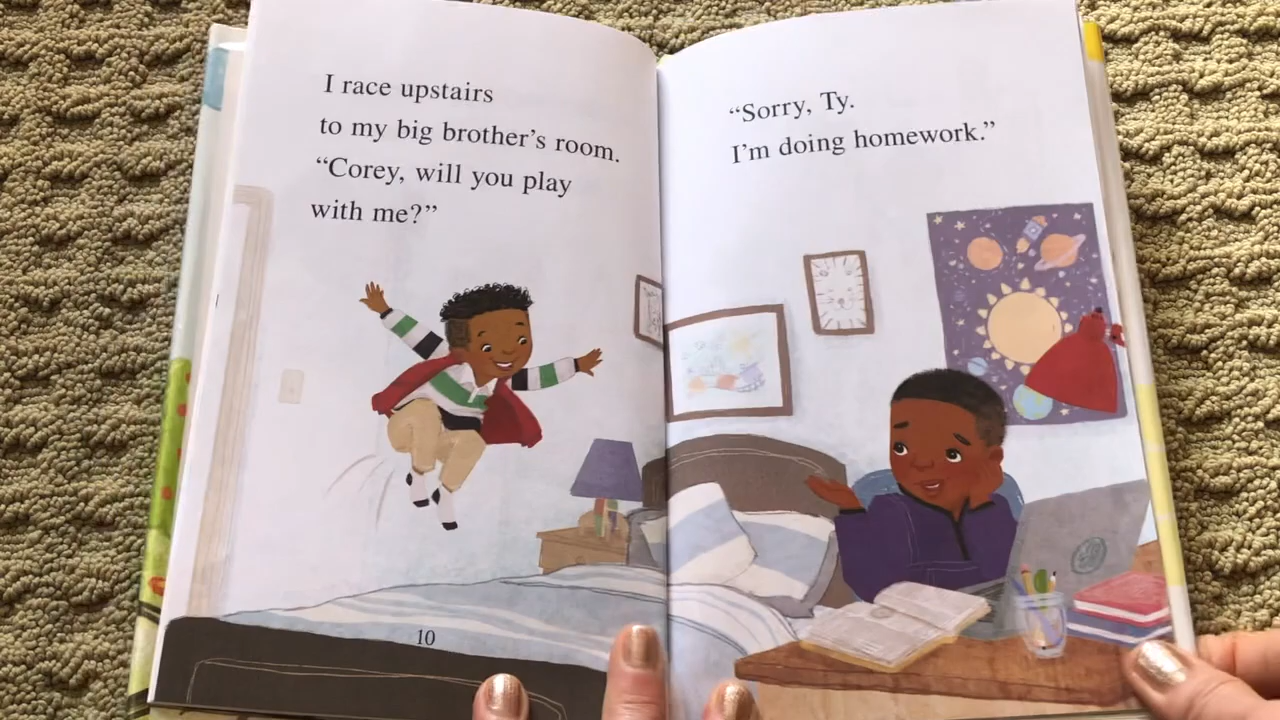 I race upstairs
to my big brother’s room.
“Corey, will you play
with me?”
10
“Sorry, Ty.
I’m doing homework.”